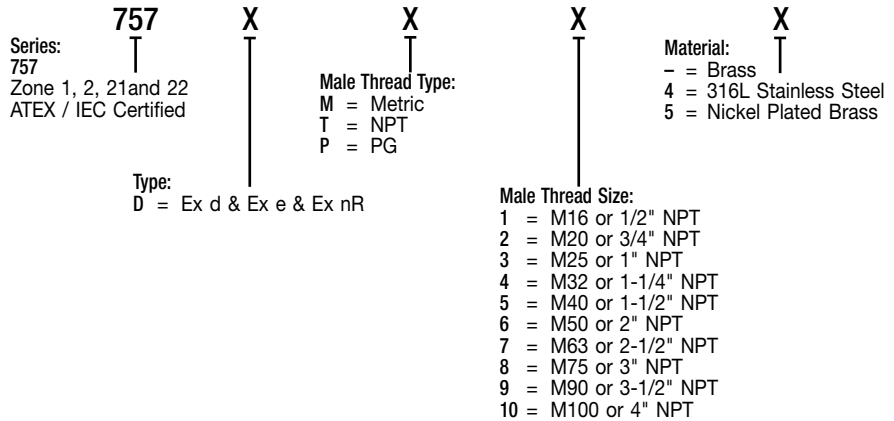 757 X X X X
Series:
757
Zone 1, 2, 21and 22
ATEX / IEC Certified
Type:
D = Ex d & Ex e & Ex nR
Male Thread Type:
M = Metric
T = NPT
P = PG
Male Thread Size:
1 = M16 or 1/2" NPT
2 = M20 or 3/4" NPT
3 = M25 or 1" NPT
4 = M32 or 1-1/4" NPT
5 = M40 or 1-1/2" NPT
6 = M50 or 2" NPT
7 = M63 or 2-1/2" NPT
8 = M75 or 3" NPT
9 = M90 or 3-1/2" NPT
10 = M100 or 4" NPT
Material:
– = Brass
4 = 316L Stainless Steel
5 = Nickel Plated Brass